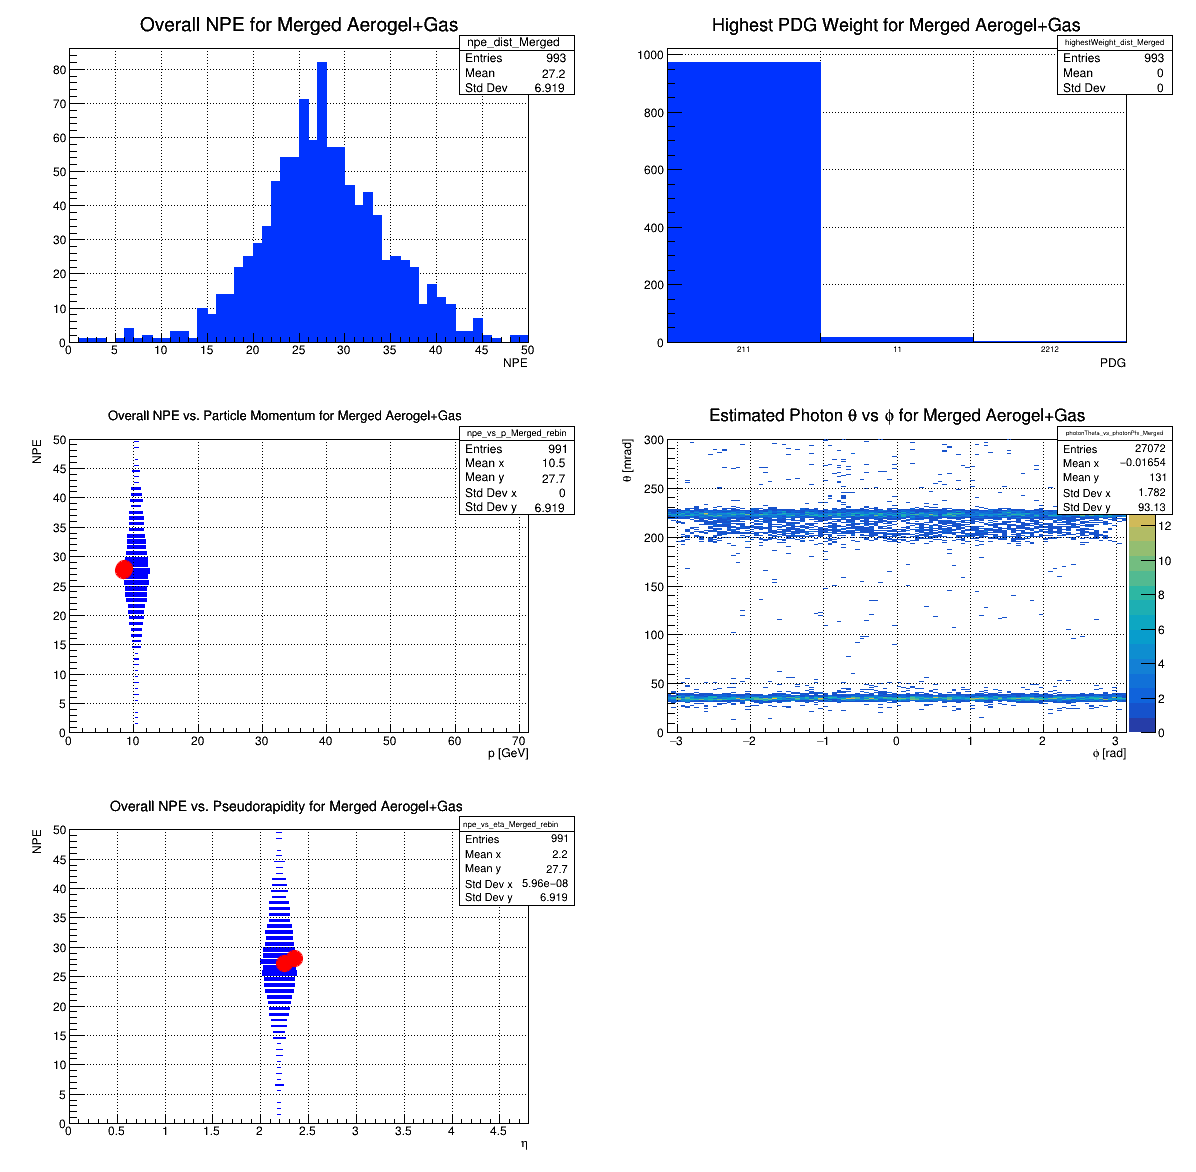 Overall NPE for Merged Aerogel+Gas
npe_dist_Merged
Entries 993
Mean 27.2
Std Dev 6.919
80
70
60
50
40
30
20
10
0
0 5 10 15 20 25 30 35 40 45 50
NPE
Highest PDG Weight for Merged Aerogel+Gas
highestWeight_dist_Merged
Entries 993
Mean 0
Std Dev 0
1000
800
600
400
200
0
211 11 2212
PDG
Overall NPE vs. Particle Momentum for Merged Aerogel+Gas
npe_vs_p_Merged_rebin
Entries 991
Mean x 10.5
Mean y 27.7
Std Dev x 0
Std Dev y 6.919
NPE
50
45
40
35
30
25
20
15
10
5
0
0 10 20 30 40 50 60 70
p [GeV]
Estimated Photon θ vs ϕ for Merged Aerogel+Gas
photonTheta_vs_photonPhi_Merged
Entries 27072
Mean x −0.01654
Mean y 131
Std Dev x 1.782
Std Dev y 93.13
θ [mrad]
300
250
200
150
100
50
0
−3 −2 −1 0 1 2 3
ϕ [rad]
12
10
8
6
4
2
0
Overall NPE vs. Pseudorapidity for Merged Aerogel+Gas
npe_vs_eta_Merged_rebin
Entries 991
Mean x 2.2
Mean y 27.7
Std Dev x 5.96e−08
Std Dev y 6.919
NPE
50
45
40
35
30
25
20
15
10
5
0
0 0.5 1 1.5 2 2.5 3 3.5 4 4.5
η